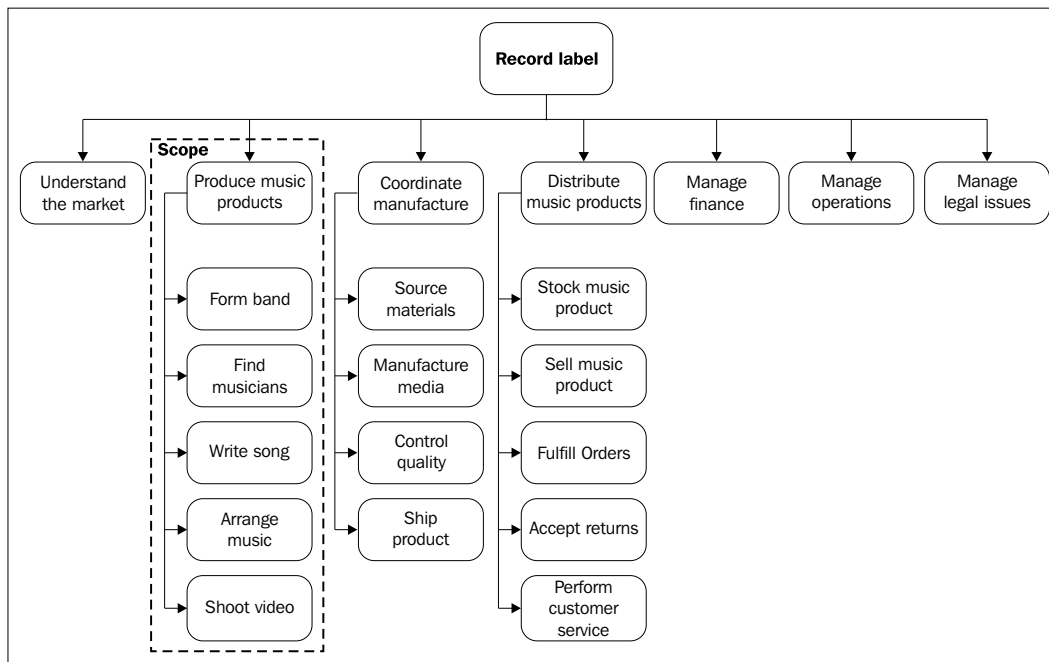 Record label
Scope
Understand
the market
Produce music
products
Coordinate
manufacture
Distribute
music products
Manage
finance
Manage
operations
Manage
legal issues
Form band
Source
materials
Stock music
product
Find
musicians
Manufacture
media
Sell music
product
Write song
Control
quality
Fulfill Orders
Arrange
music
Ship
product
Accept returns
Shoot video
Perform
customer
service